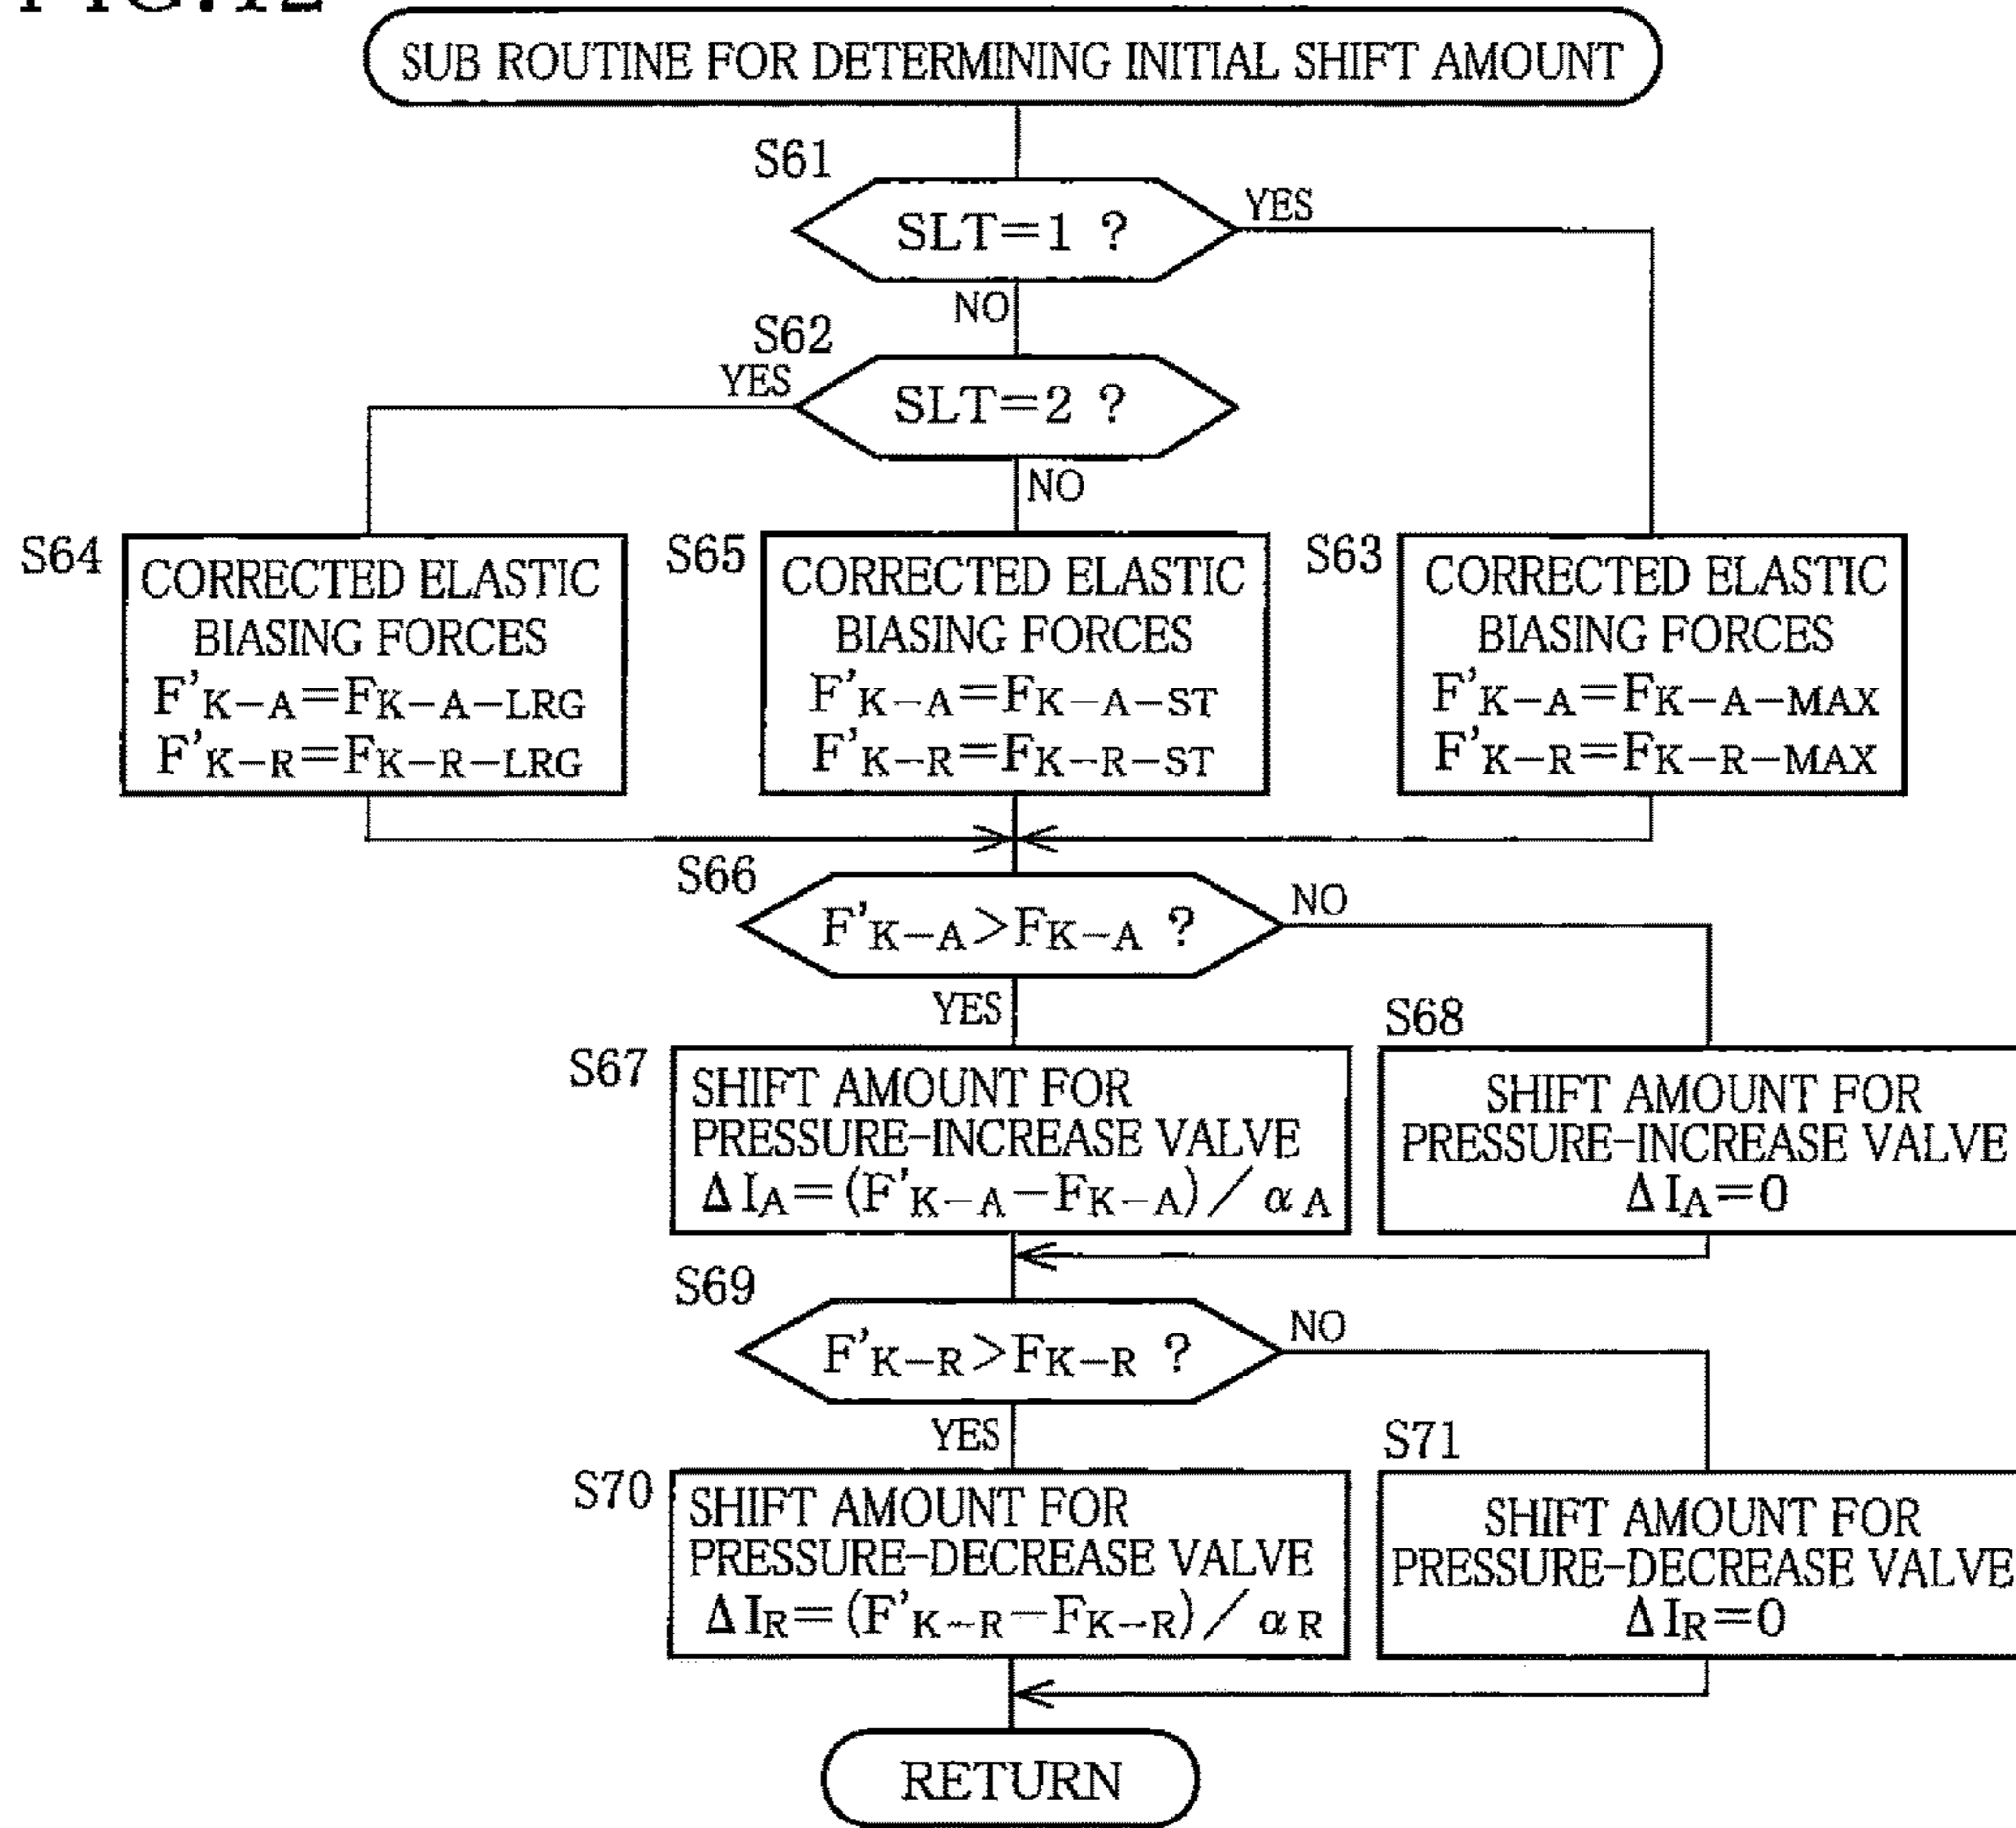 SUB ROUTINE FOR DETERMINING INITIAL SHIFT AMOUNT
S61
SLT=1 ?
YES
NO
S62
YES
SLT=2 ?
NO
S64
CORRECTED ELASTIC
BIASING FORCES
F'K-A=FK-A-LRG
F'K-R=FK-R-LRG
S65
CORRECTED ELASTIC
BIASING FORCES
F'K-A=FK-A-ST
F'K-R=FK-R-ST
S63
CORRECTED ELASTIC
BIASING FORCES
F'K-A=FK-A-MAX
F'K-R=FK-R-MAX
S66
F'K-A>FK-A ?
NO
YES
S67
SHIFT AMOUNT FOR
PRESSURE-INCREASE VALVE
ΔIA=(F'K-A-FK-A)/αA
S68
SHIFT AMOUNT FOR
PRESSURE-INCREASE VALVE
ΔIA=0
S69
F'K-R>FK-R ?
NO
YES
S70
SHIFT AMOUNT FOR
PRESSURE-DECREASE VALVE
ΔIR=(F'K-R-FK-R)/αR
S71
SHIFT AMOUNT FOR
PRESSURE-DECREASE VALVE
ΔIR=0
RETURN